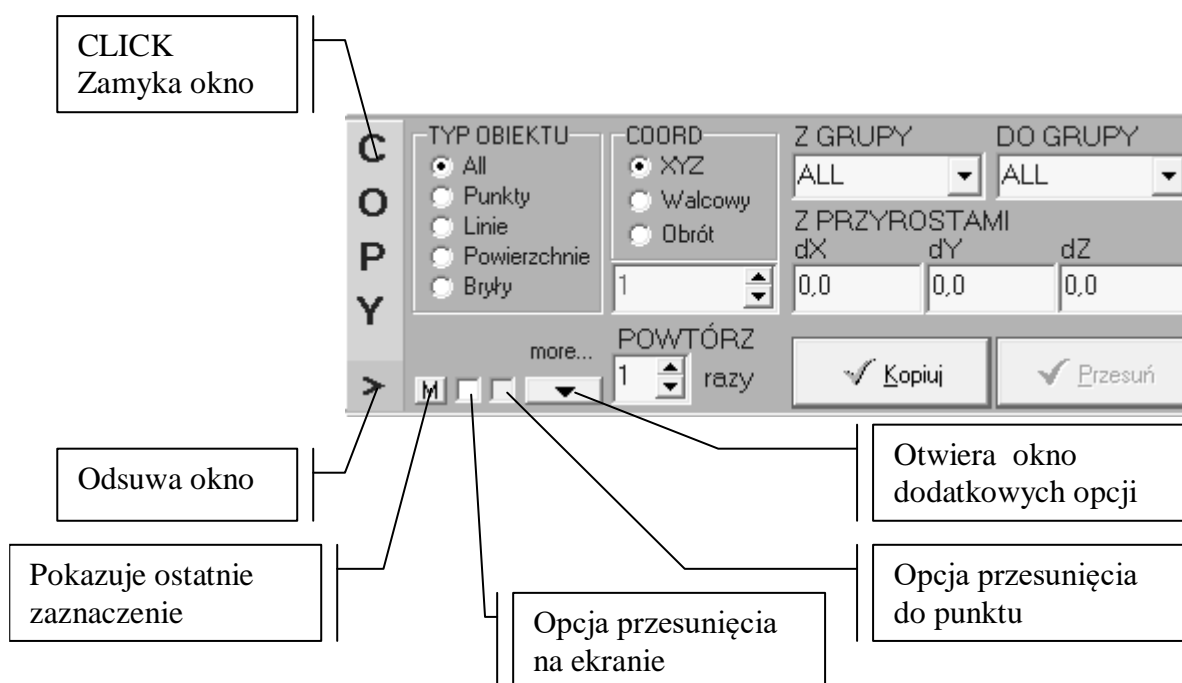 CLICK
Zamyka okno
C
O
P
Y
>
TYP OBIEKTU
All
Punkty
Linie
Powierzchnie
Bryły
COORD
XYZ
Walcowy
Obrót
1
Z GRUPY
ALL
DO GRUPY
ALL
Z PRZYROSTAMI
dX dY dZ
0,0 0,0 0,0
more...
M
POWTÓRZ
1 razy
Kopiuj
Przesuń
Odsuwa okno
Otwiera okno
dodatkowych opcji
Pokazuje ostatnie
zaznaczenie
Opcja przesunięcia
na ekranie
Opcja przesunięcia
do punktu